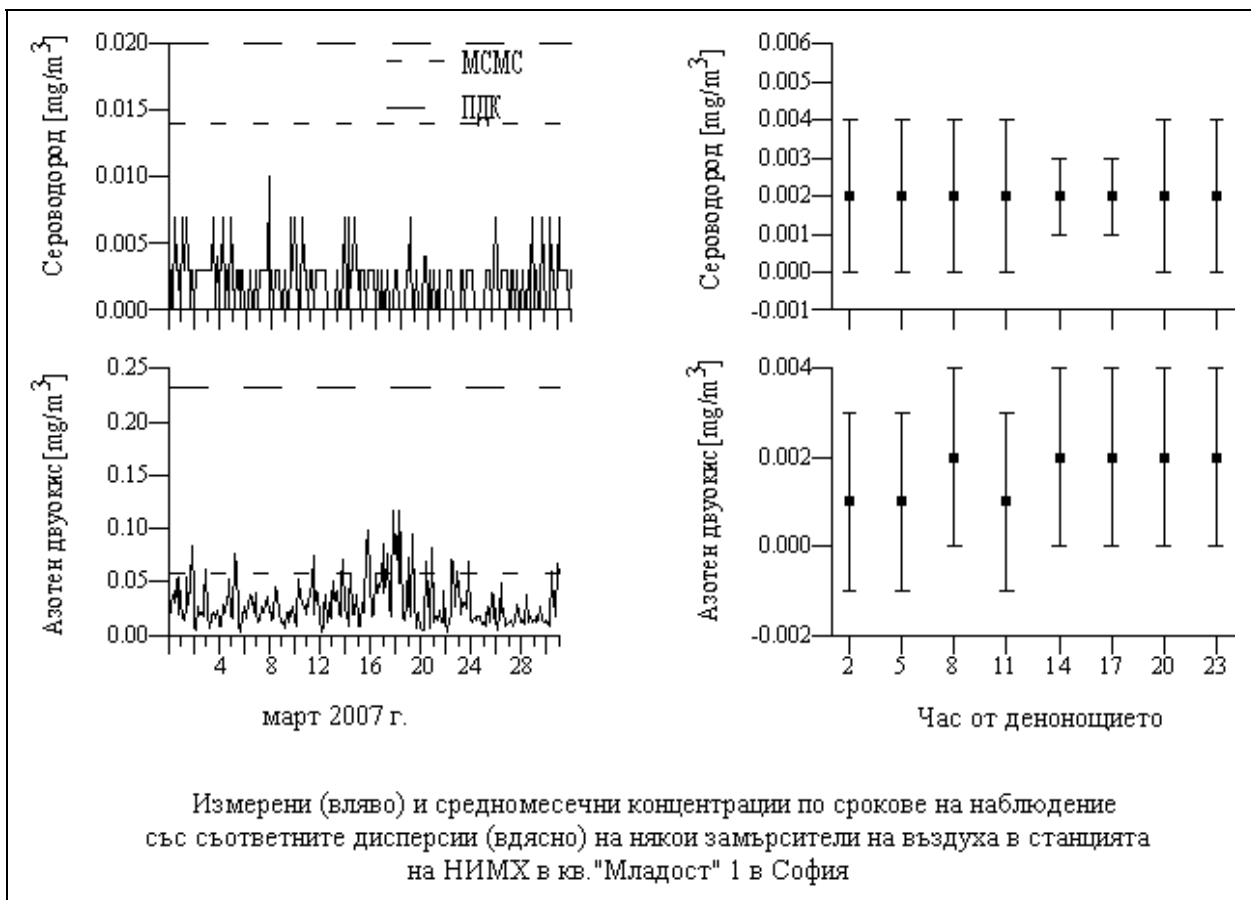 Сероводород [mg/m³]
0.020
0.015
0.010
0.005
0.000
МСМС
ПДК
Сероводород [mg/m³]
0.006
0.005
0.004
0.003
0.002
0.001
0.000
-0.001
Азотен двуокис [mg/m³]
0.25
0.20
0.15
0.10
0.05
0.00
4 8 12 16 20 24 28
март 2007 г.
Азотен двуокис [mg/m³]
0.004
0.002
0.000
-0.002
2 5 8 11 14 17 20 23
Час от денонощието
Измерени (вляво) и средномесечни концентрации по срокове на наблюдение
със съответните дисперсии (вдясно) на някои замърсители на въздуха в станцията
на НИМХ в кв."Младост" 1 в София